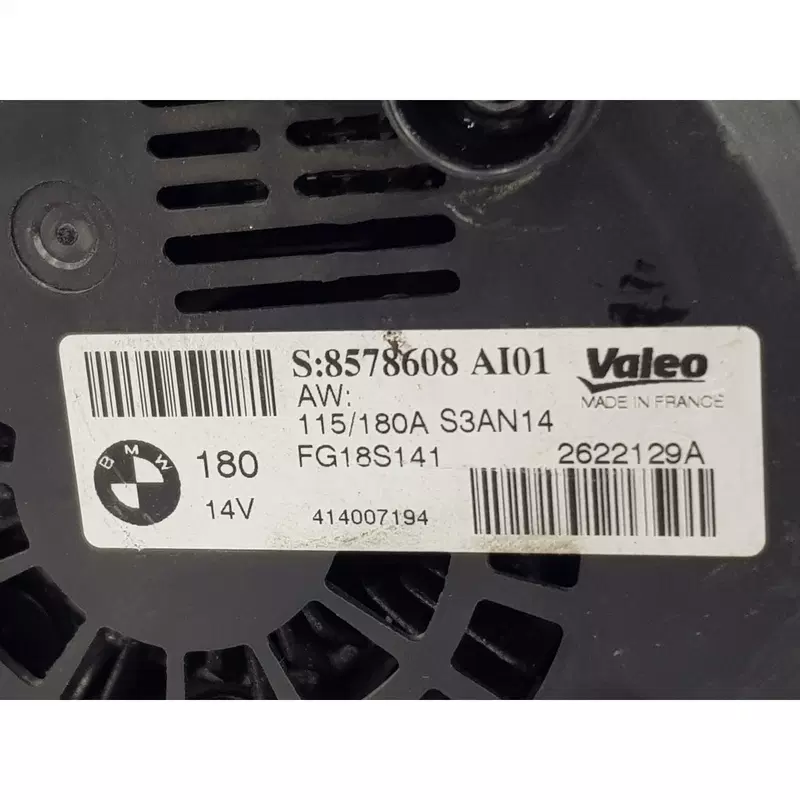 S:8578608 AI01
Valeo
AW:
MADE IN FRANCE
115/180A S3AN14
BMW
180
FG18S141
2622129A
14V
414007194